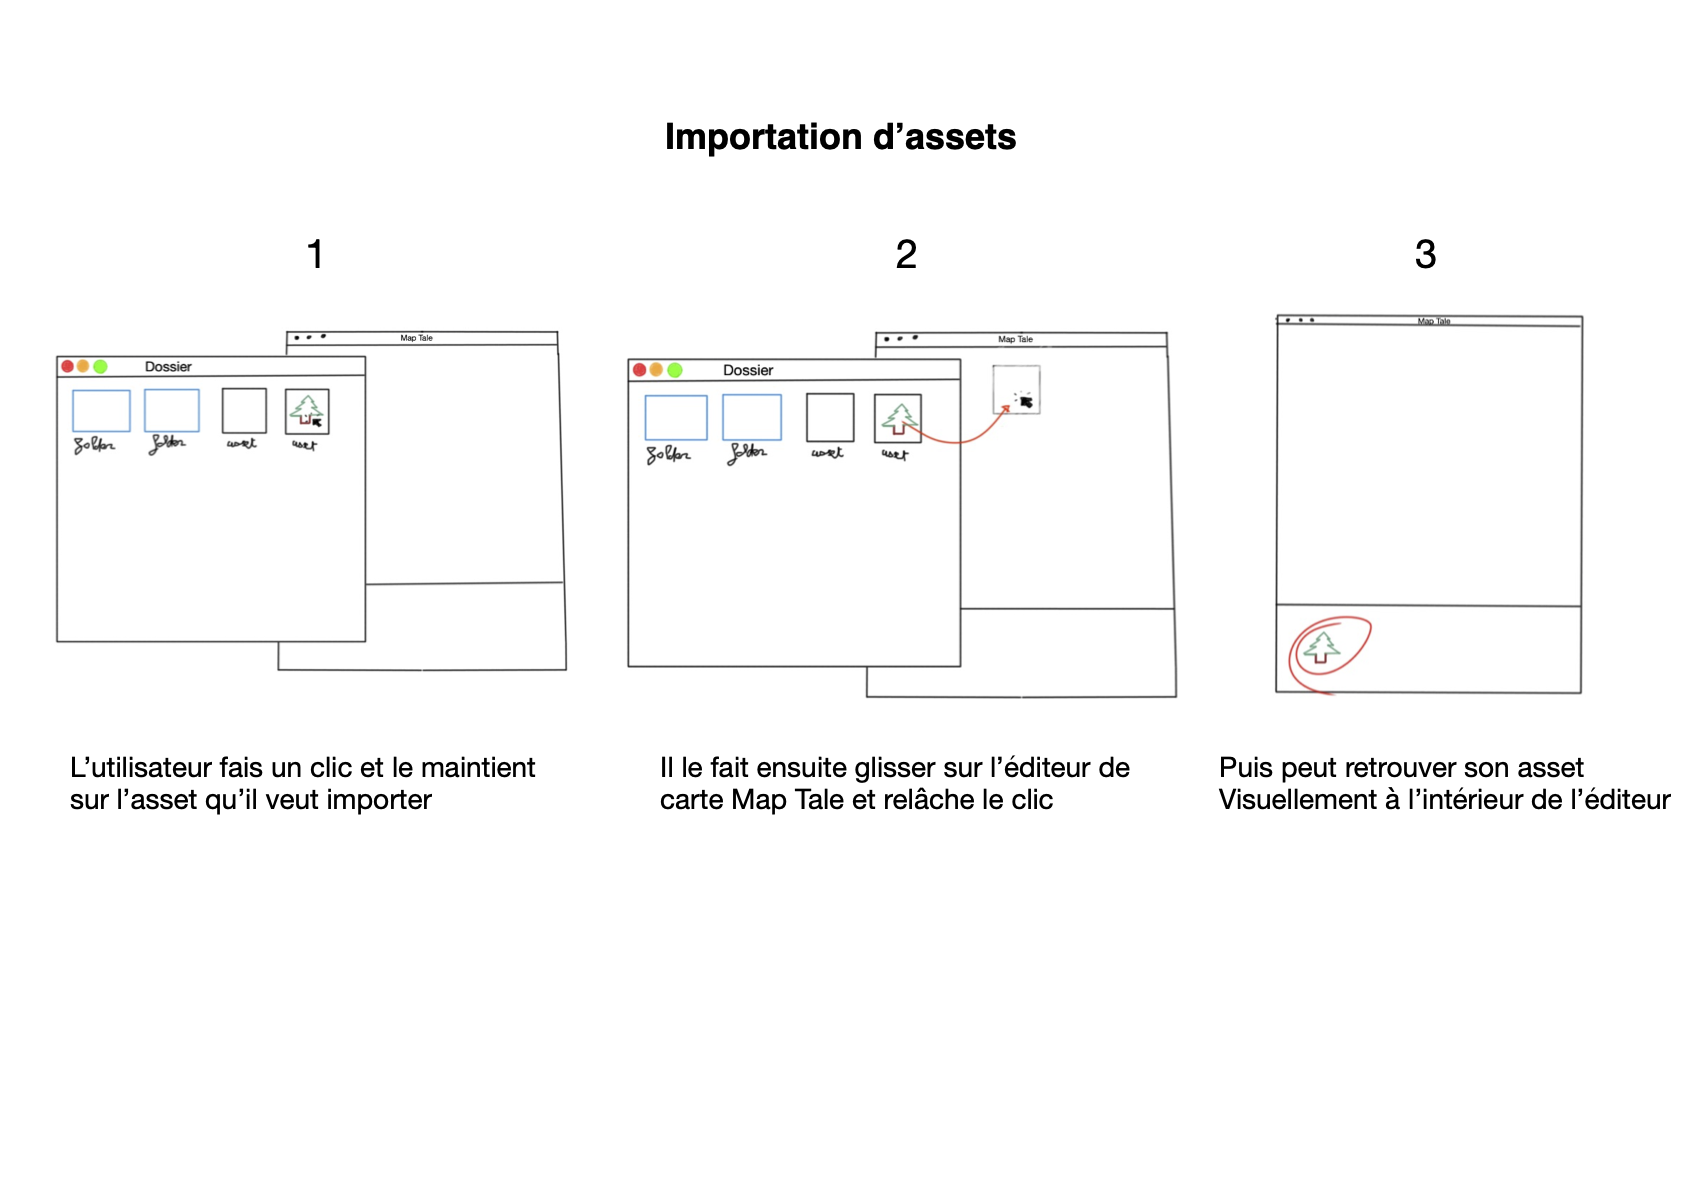 Importation d’assets
1
2
3
Map Tale
Dossier
folder
folder
asset
asset
Map Tale
Dossier
folder
folder
asset
asset
Map Tale
L’utilisateur fais un clic et le maintient
sur l’asset qu’il veut importer
Il le fait ensuite glisser sur l’éditeur de
carte Map Tale et relâche le clic
Puis peut retrouver son asset
Visuellement à l’intérieur de l’éditeur